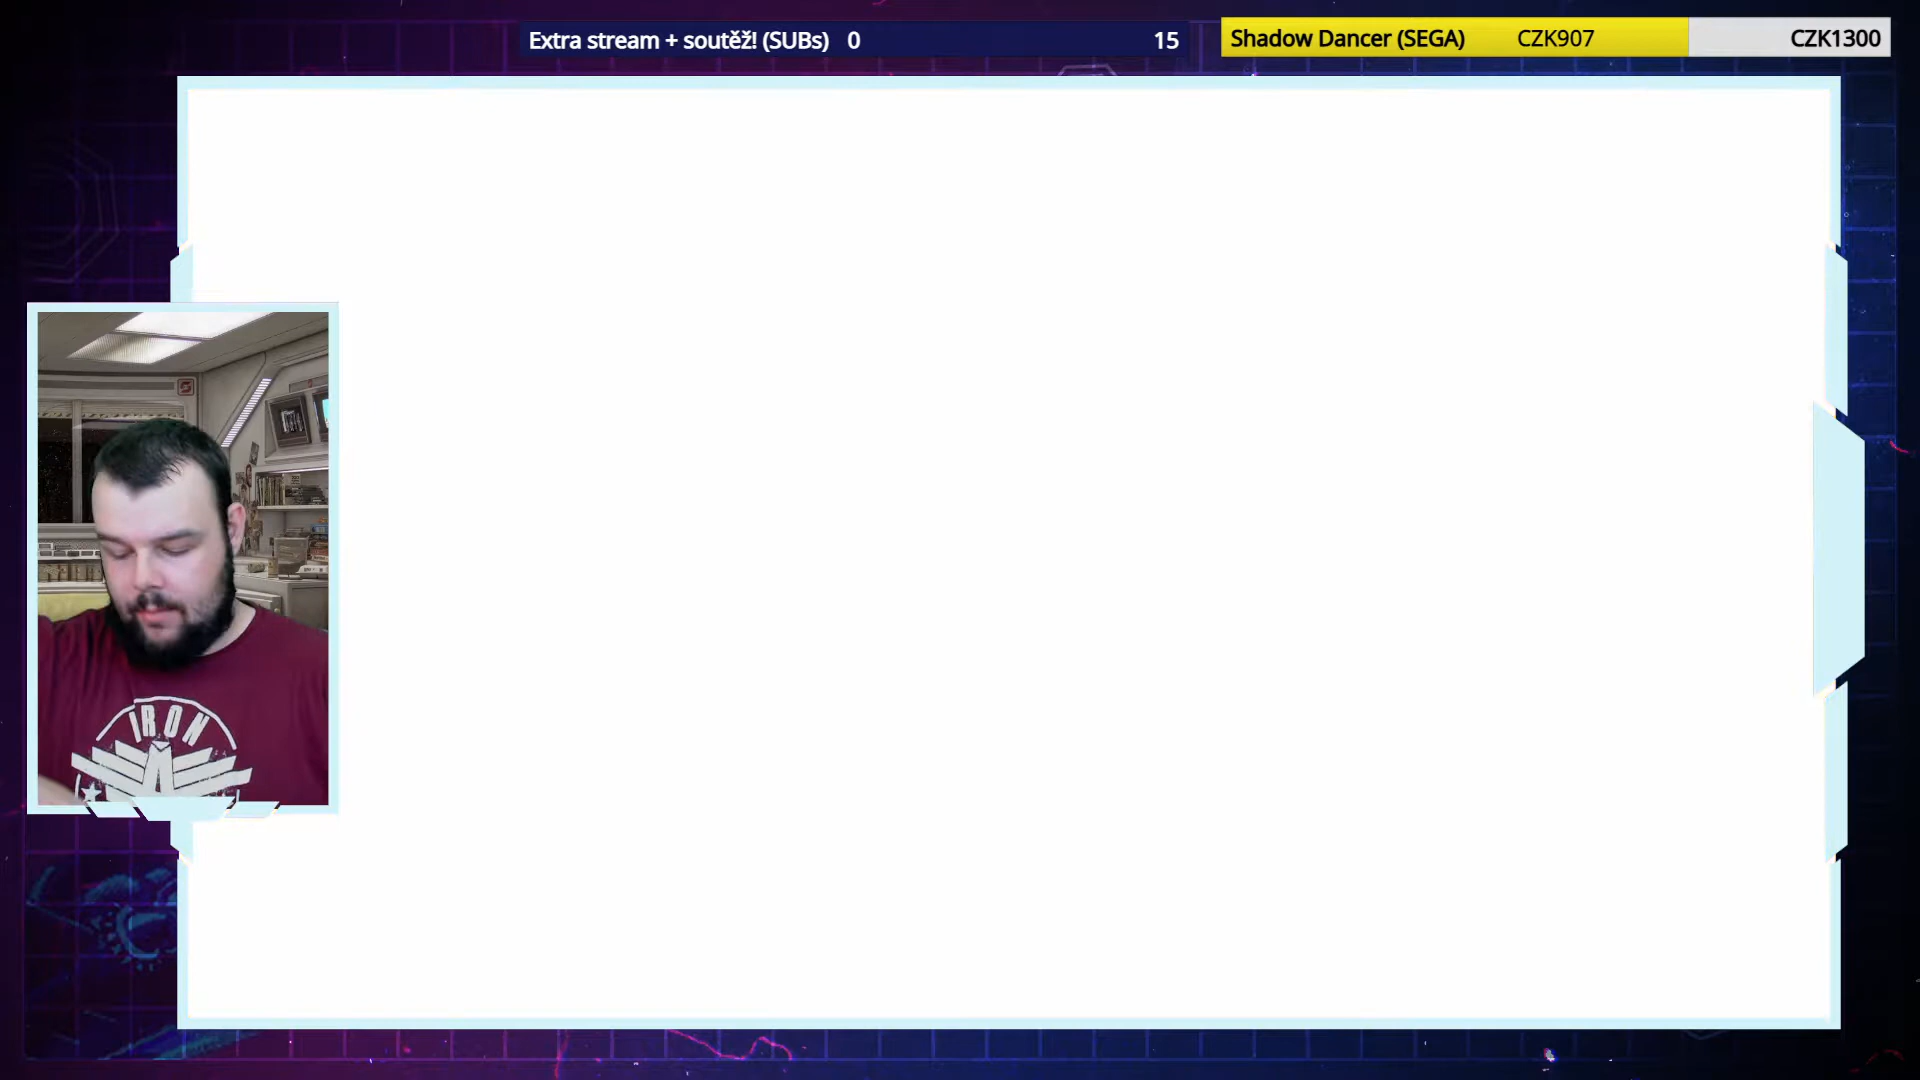 Extra stream + soutěž! (SUBs) 0 15
Shadow Dancer (SEGA) CZK907 CZK1300
IRON